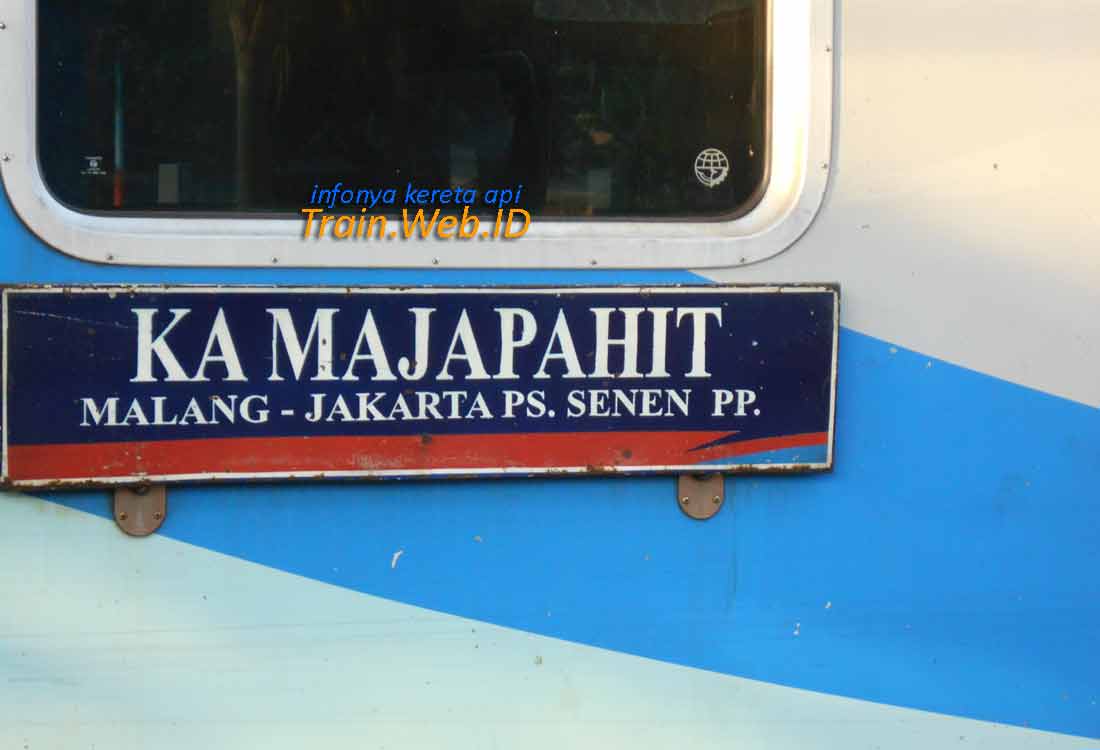 infonya kereta api
Train.Web.ID
KA MAJAPAHIT
MALANG - JAKARTA PS. SENEN PP.